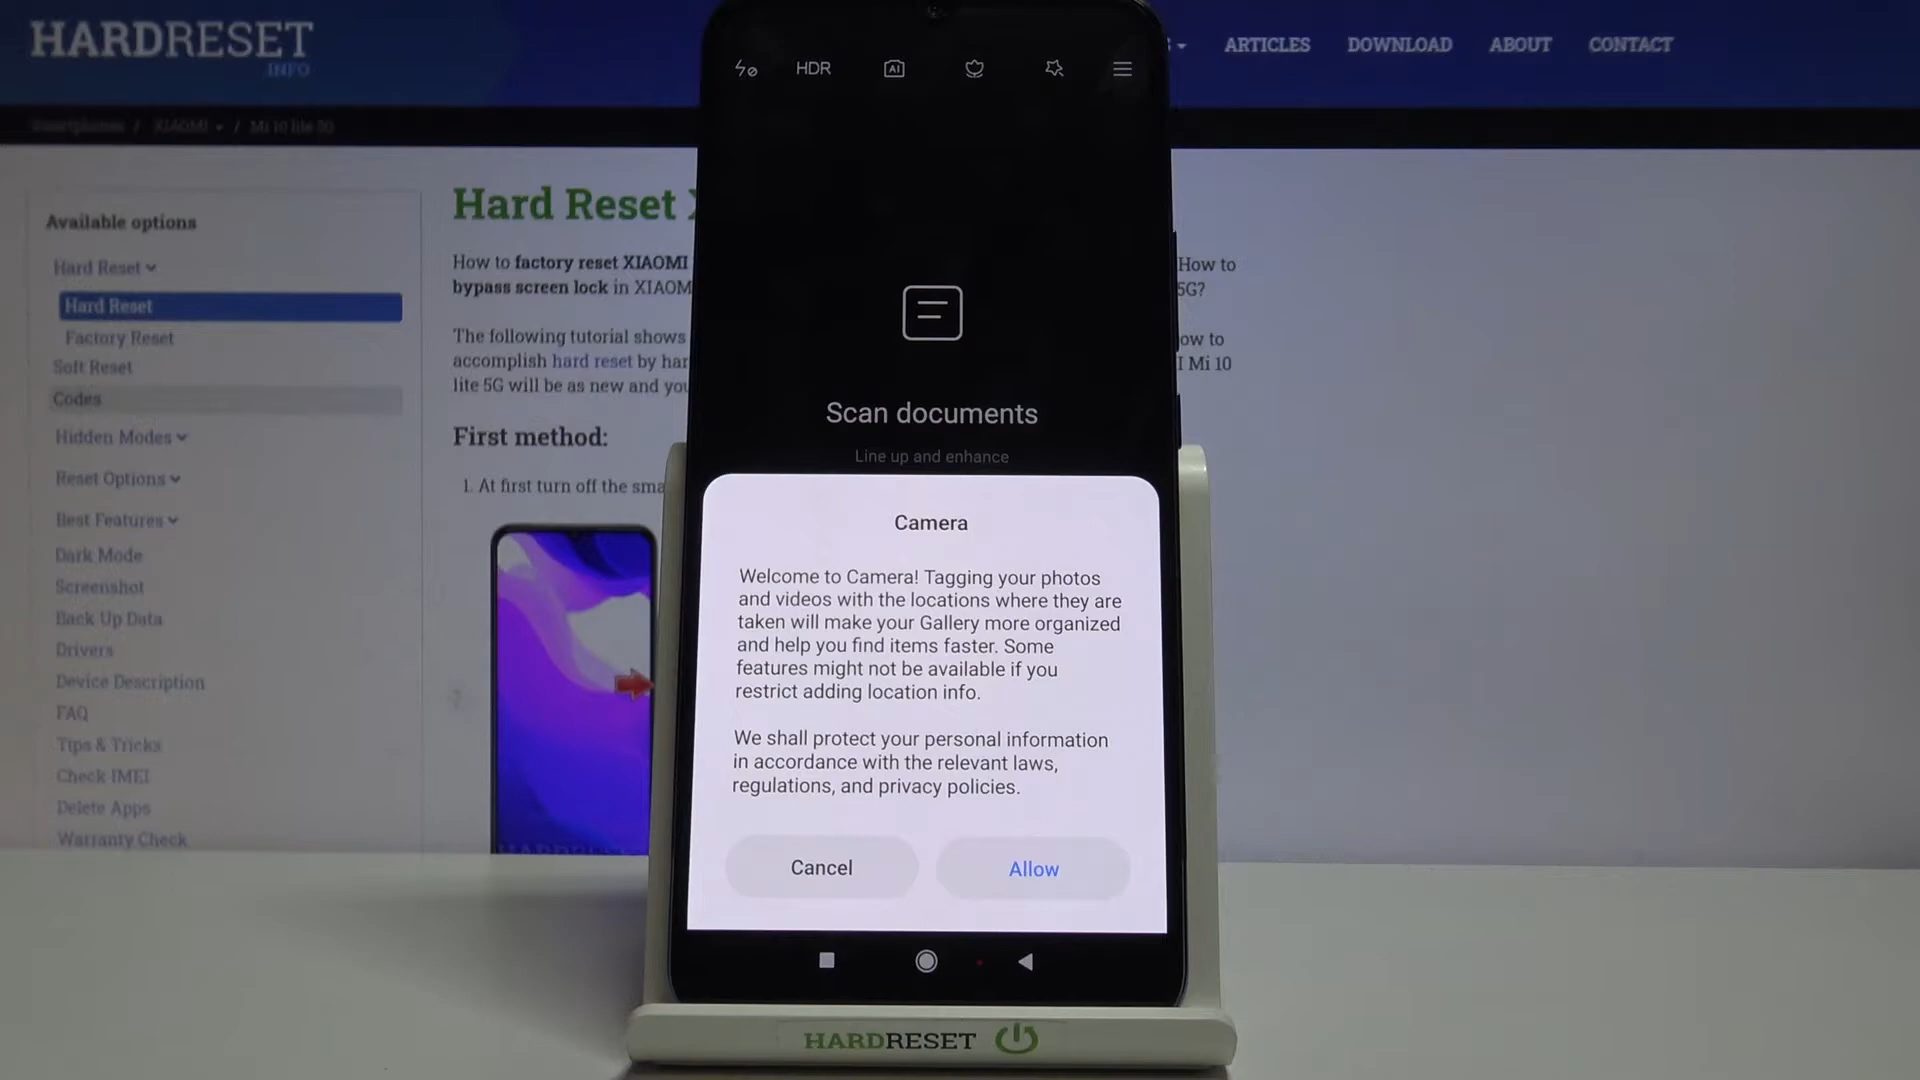 HARDRESET
.INFO
ARTICLES
DOWNLOAD
ABOUT
CONTACT
Smartphones / XIAOMI / Mi 10 lite 5G
Available options
Hard Reset
Hard Reset
Factory Reset
Soft Reset
Codes
Hidden Modes
Reset Options
Best Features
Dark Mode
Screenshot
Back Up Data
Drivers
Device Description
FAQ
Tips & Tricks
Check IMEI
Delete Apps
Warranty Check
Hard Reset
How to factory reset XIAOMI
bypass screen lock in XIAOM
The following tutorial shows
accomplish hard reset by har
lite 5G will be as new and you
First method:
1. At first turn off the sma
How to
5G?
ow to
I Mi 10
HDR
AI
Scan documents
Line up and enhance
Camera
Welcome to Camera! Tagging your photos
and videos with the locations where they are
taken will make your Gallery more organized
and help you find items faster. Some
features might not be available if you
restrict adding location info.
We shall protect your personal information
in accordance with the relevant laws,
regulations, and privacy policies.
Cancel
Allow
HARDRESET